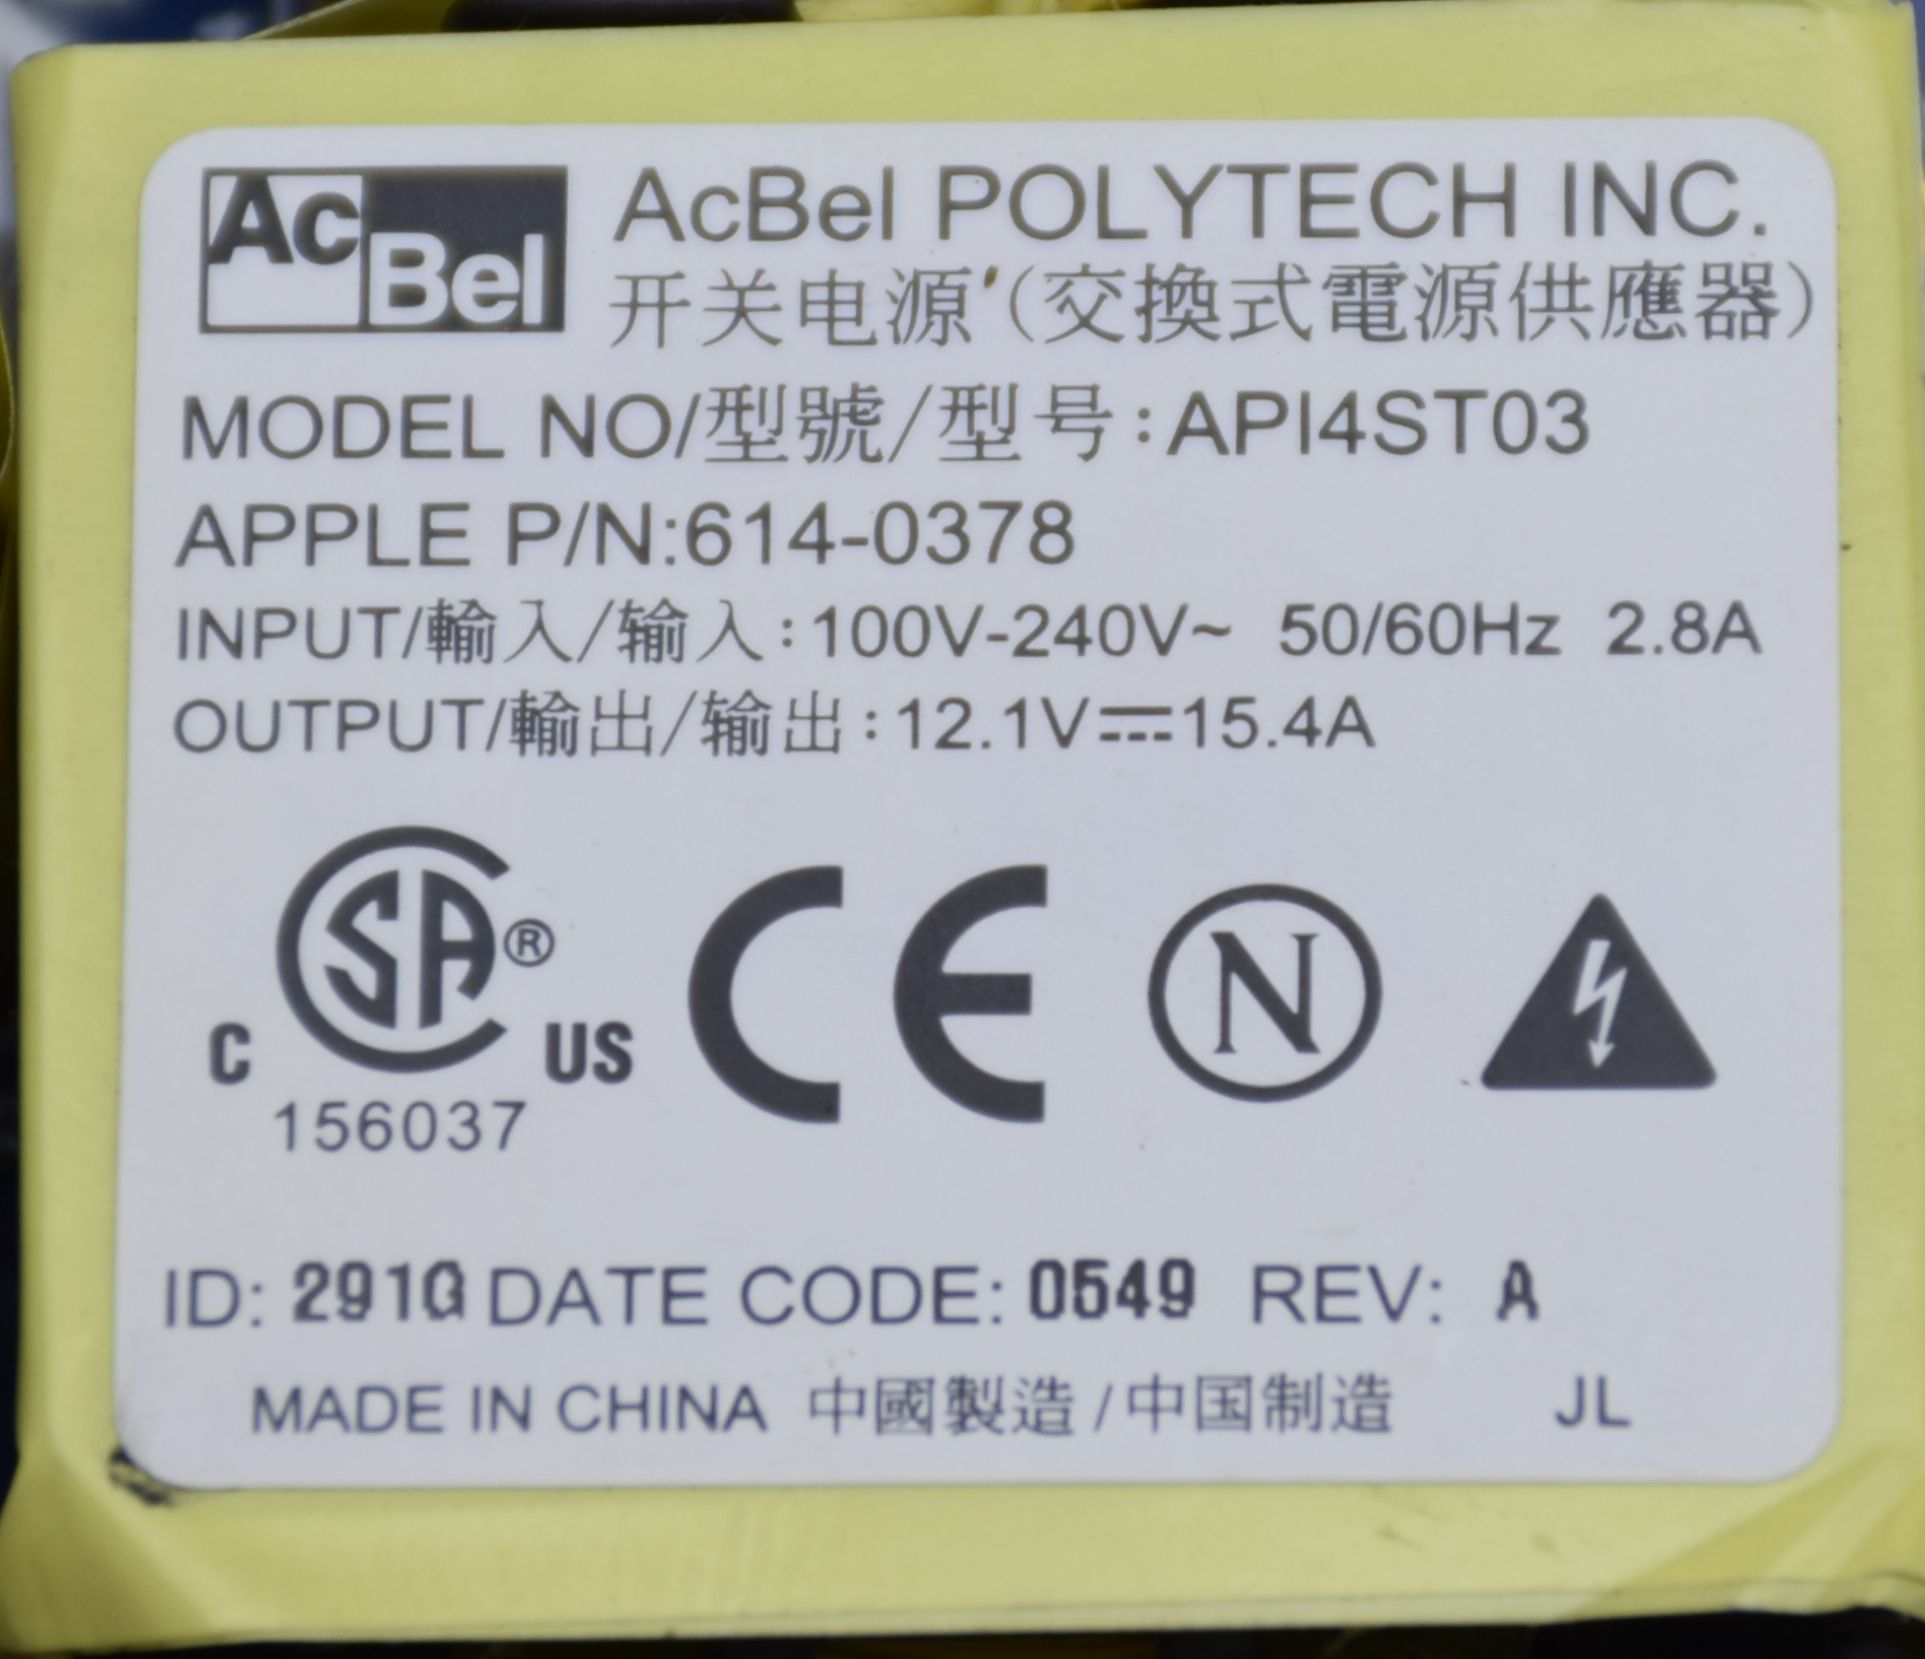 AcBel AcBel POLYTECH INC.
开关电源 (交換式電源供應器)
MODEL NO/型號/型号:API4ST03
APPLE P/N:614-0378
INPUT/輸入/输入:100V-240V~ 50/60Hz 2.8A
OUTPUT/輸出/输出:12.1V⎓15.4A
C SA® US CE N
156037
ID: 291G DATE CODE: 0549 REV: A
MADE IN CHINA 中國製造/中国制造 JL